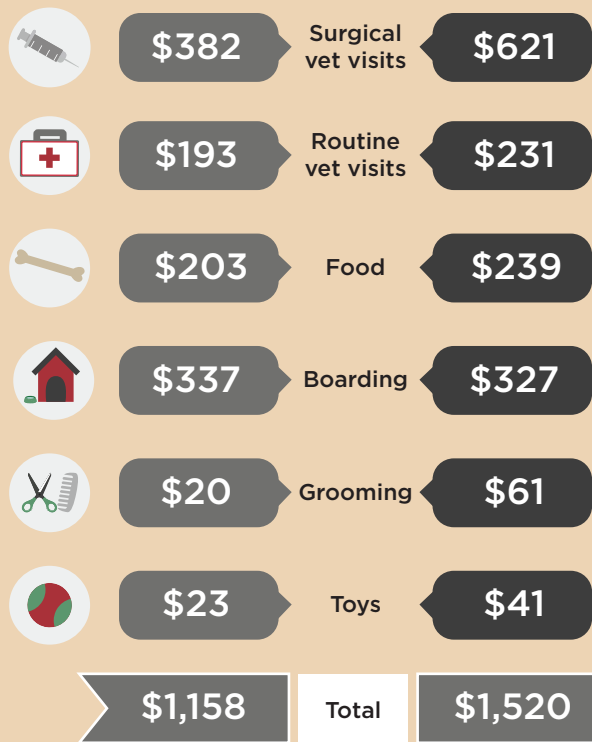 $382 Surgical vet visits $621
$193 Routine vet visits $231
$203 Food $239
$337 Boarding $327
$20 Grooming $61
$23 Toys $41
$1,158 Total $1,520